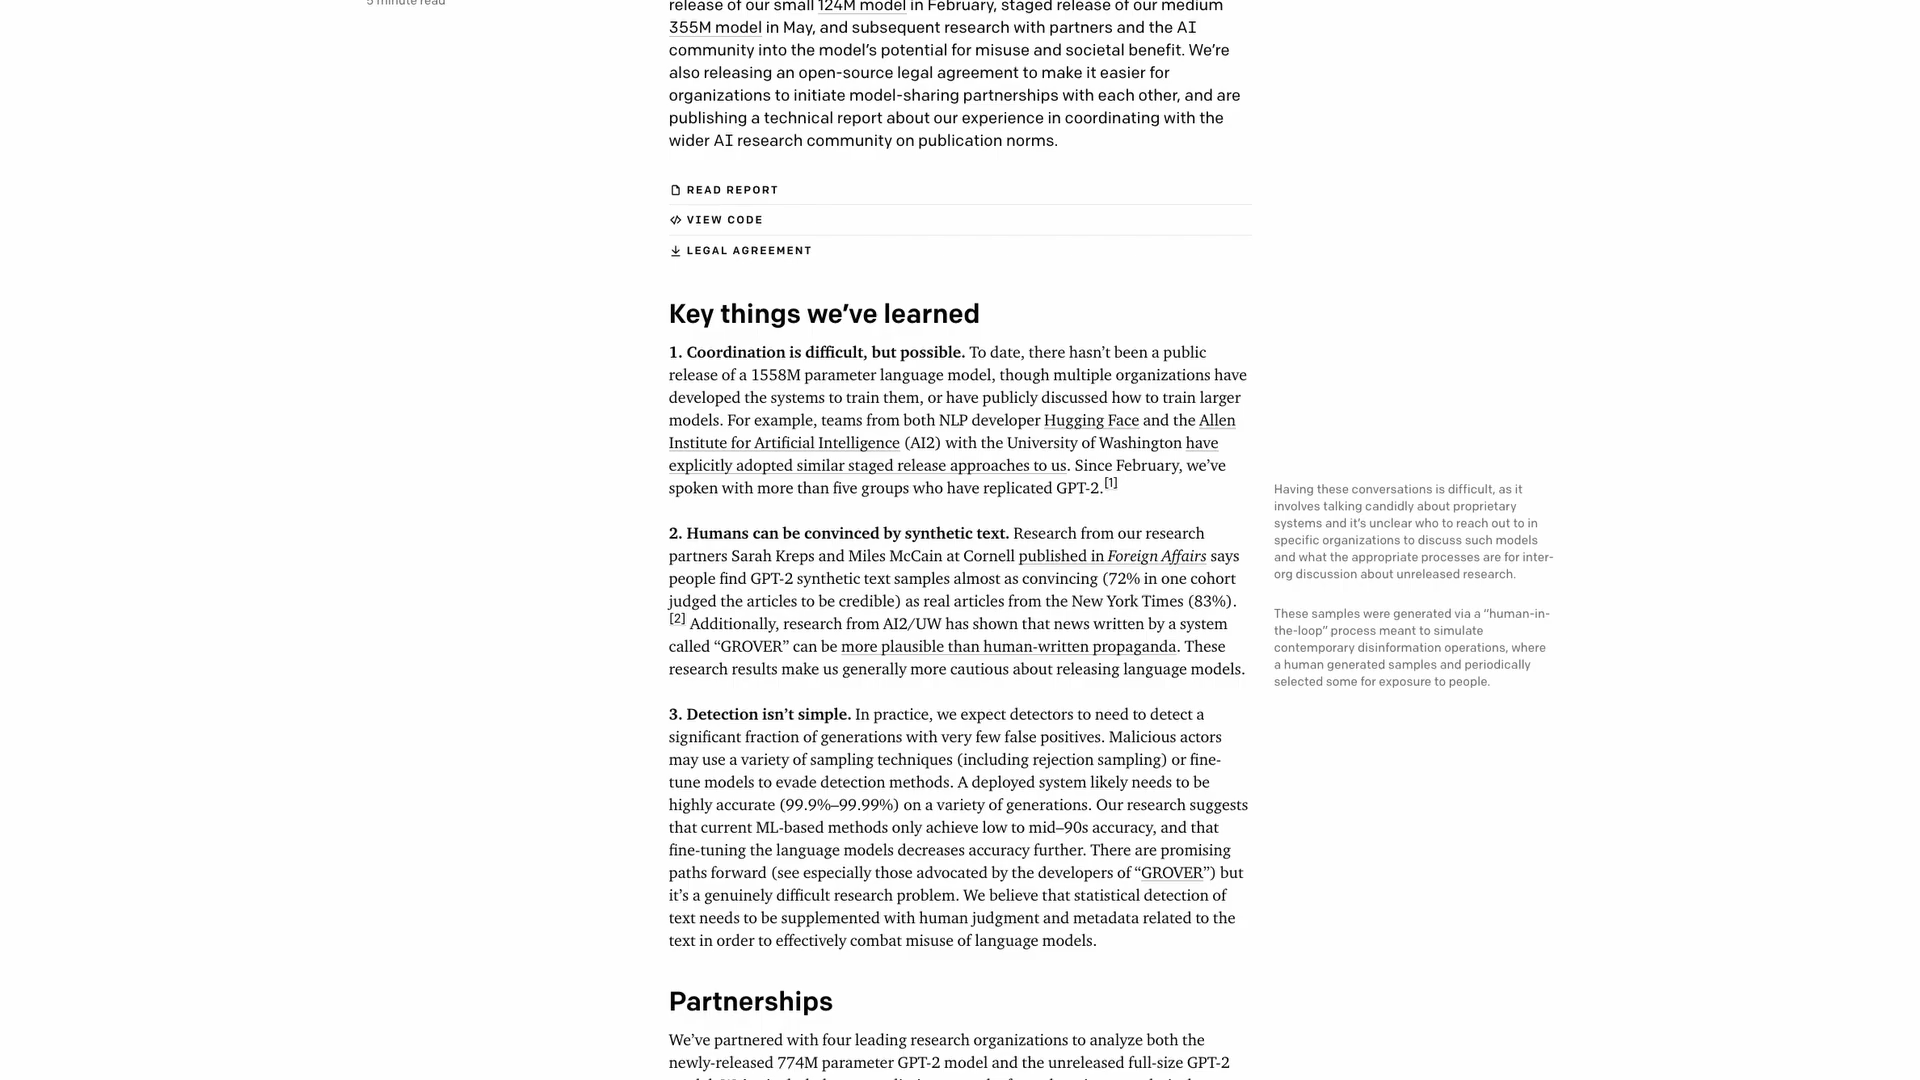 5 minute read
release of our small 124M model in February, staged release of our medium
355M model in May, and subsequent research with partners and the AI
community into the model’s potential for misuse and societal benefit. We’re
also releasing an open-source legal agreement to make it easier for
organizations to initiate model-sharing partnerships with each other, and are
publishing a technical report about our experience in coordinating with the
wider AI research community on publication norms.
READ REPORT
VIEW CODE
LEGAL AGREEMENT
Key things we’ve learned
1. Coordination is difficult, but possible. To date, there hasn’t been a public
release of a 1558M parameter language model, though multiple organizations have
developed the systems to train them, or have publicly discussed how to train larger
models. For example, teams from both NLP developer Hugging Face and the Allen
Institute for Artificial Intelligence (AI2) with the University of Washington have
explicitly adopted similar staged release approaches to us. Since February, we’ve
spoken with more than five groups who have replicated GPT-2.[1]
Having these conversations is difficult, as it
involves talking candidly about proprietary
systems and it’s unclear who to reach out to in
specific organizations to discuss such models
and what the appropriate processes are for inter-
org discussion about unreleased research.
2. Humans can be convinced by synthetic text. Research from our research
partners Sarah Kreps and Miles McCain at Cornell published in Foreign Affairs says
people find GPT-2 synthetic text samples almost as convincing (72% in one cohort
judged the articles to be credible) as real articles from the New York Times (83%).
[2] Additionally, research from AI2/UW has shown that news written by a system
called “GROVER” can be more plausible than human-written propaganda. These
research results make us generally more cautious about releasing language models.
These samples were generated via a “human-in-
the-loop” process meant to simulate
contemporary disinformation operations, where
a human generated samples and periodically
selected some for exposure to people.
3. Detection isn’t simple. In practice, we expect detectors to need to detect a
significant fraction of generations with very few false positives. Malicious actors
may use a variety of sampling techniques (including rejection sampling) or fine-
tune models to evade detection methods. A deployed system likely needs to be
highly accurate (99.9%–99.99%) on a variety of generations. Our research suggests
that current ML-based methods only achieve low to mid–90s accuracy, and that
fine-tuning the language models decreases accuracy further. There are promising
paths forward (see especially those advocated by the developers of “GROVER”) but
it’s a genuinely difficult research problem. We believe that statistical detection of
text needs to be supplemented with human judgment and metadata related to the
text in order to effectively combat misuse of language models.
Partnerships
We’ve partnered with four leading research organizations to analyze both the
newly-released 774M parameter GPT-2 model and the unreleased full-size GPT-2